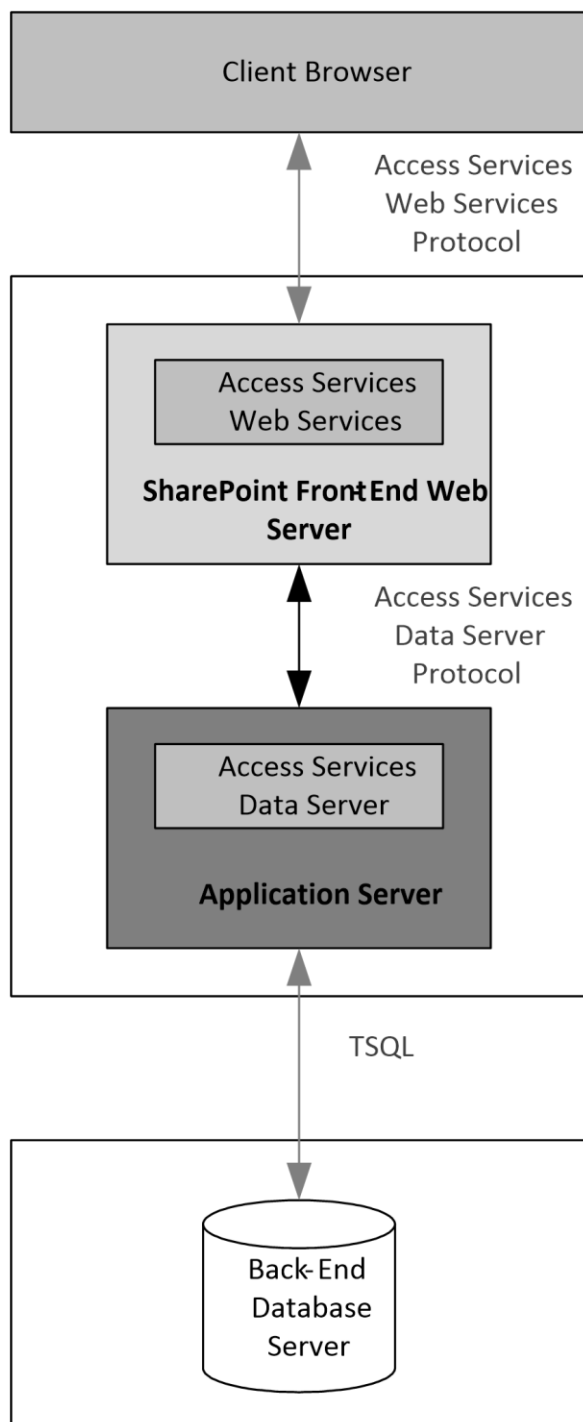 Client Browser
Access Services
Web Services
Protocol
Access Services
Web Services
SharePoint Front-End Web
Server
Access Services
Data Server
Protocol
Access Services
Data Server
Application Server
TSQL
Back-End
Database
Server